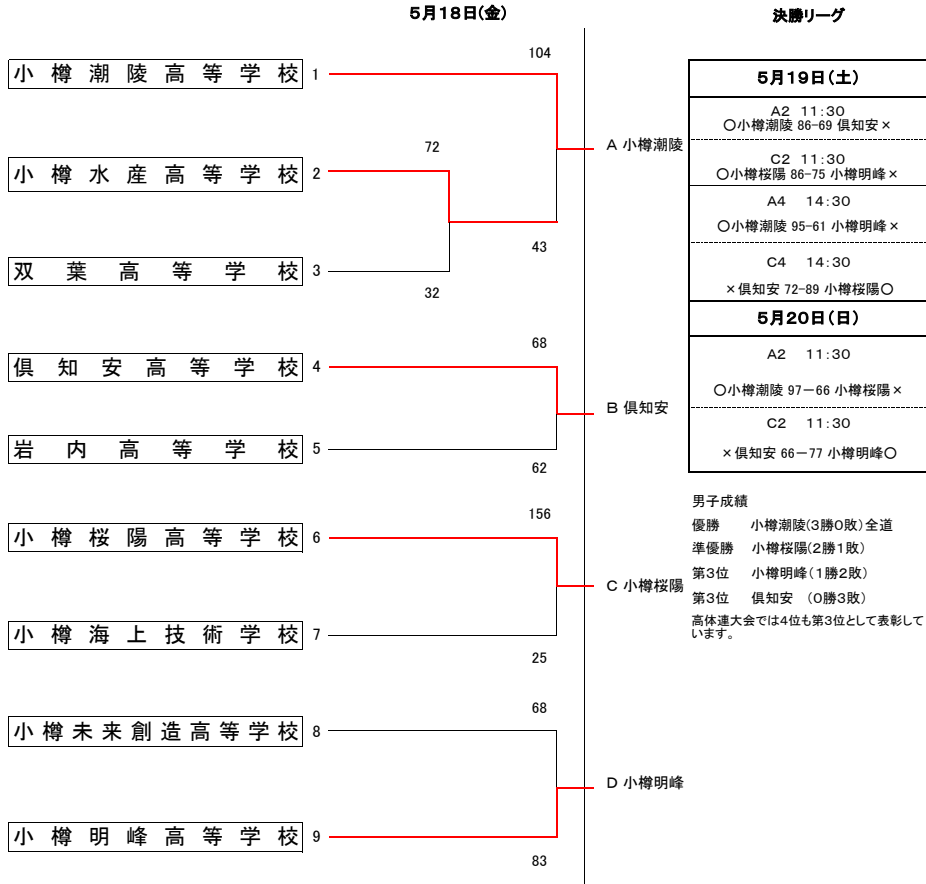 5月18日(金)
104
小樽潮陵高等学校 1
A 小樽潮陵
72
小樽水産高等学校 2
43
双葉高等学校 3
32
68
倶知安高等学校 4
B 倶知安
岩内高等学校 5
62
156
小樽桜陽高等学校 6
C 小樽桜陽
小樽海上技術学校 7
25
68
小樽未来創造高等学校 8
D 小樽明峰
小樽明峰高等学校 9
83
決勝リーグ
5月19日(土)
A2 11:30
○小樽潮陵 86-69 倶知安×
C2 11:30
○小樽桜陽 86-75 小樽明峰×
A4 14:30
○小樽潮陵 95-61 小樽明峰×
C4 14:30
×倶知安 72-89 小樽桜陽○
5月20日(日)
A2 11:30
○小樽潮陵 97－66 小樽桜陽×
C2 11:30
×倶知安 66－77 小樽明峰○
男子成績
優勝 小樽潮陵(3勝0敗)全道
準優勝 小樽桜陽(2勝1敗)
第3位 小樽明峰(1勝2敗)
第3位 倶知安 (0勝3敗)
高体連大会では4位も第3位として表彰して
います。